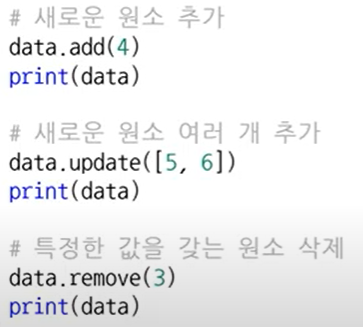 # 새로운 원소 추가
data.add(4)
print(data)
# 새로운 원소 여러 개 추가
data.update([5, 6])
print(data)
# 특정한 값을 갖는 원소 삭제
data.remove(3)
print(data)